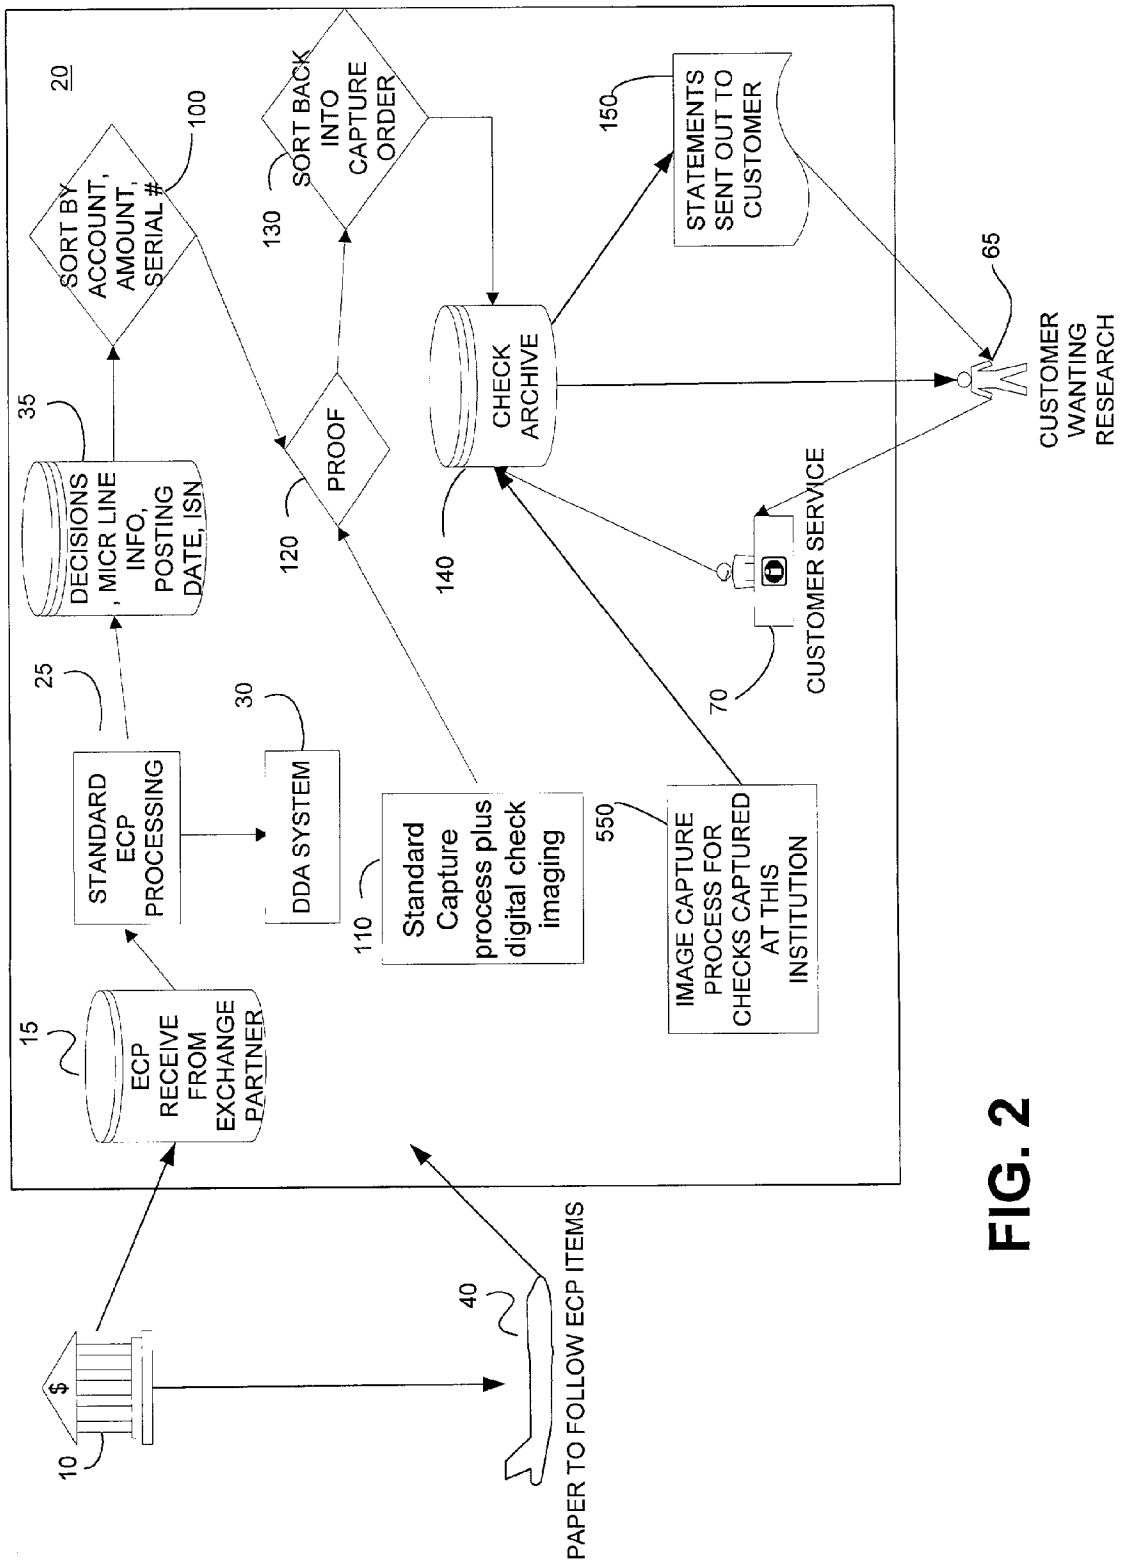 20
$
10
15
ECP
RECEIVE
FROM
EXCHANGE
PARTNER
25
STANDARD
ECP
PROCESSING
35
DECISIONS
, MICR LINE
INFO,
POSTING
DATE, ISN
SORT BY
ACCOUNT,
AMOUNT,
SERIAL #
100
30
DDA SYSTEM
120
PROOF
130
SORT BACK
INTO
CAPTURE
ORDER
40
PAPER TO FOLLOW ECP ITEMS
110
Standard
Capture
process plus
digital check
imaging
140
CHECK
ARCHIVE
150
STATEMENTS
SENT OUT TO
CUSTOMER
550
IMAGE CAPTURE
PROCESS FOR
CHECKS CAPTURED
AT THIS
INSTITUTION
70
i
CUSTOMER SERVICE
65
CUSTOMER
WANTING
RESEARCH
FIG. 2